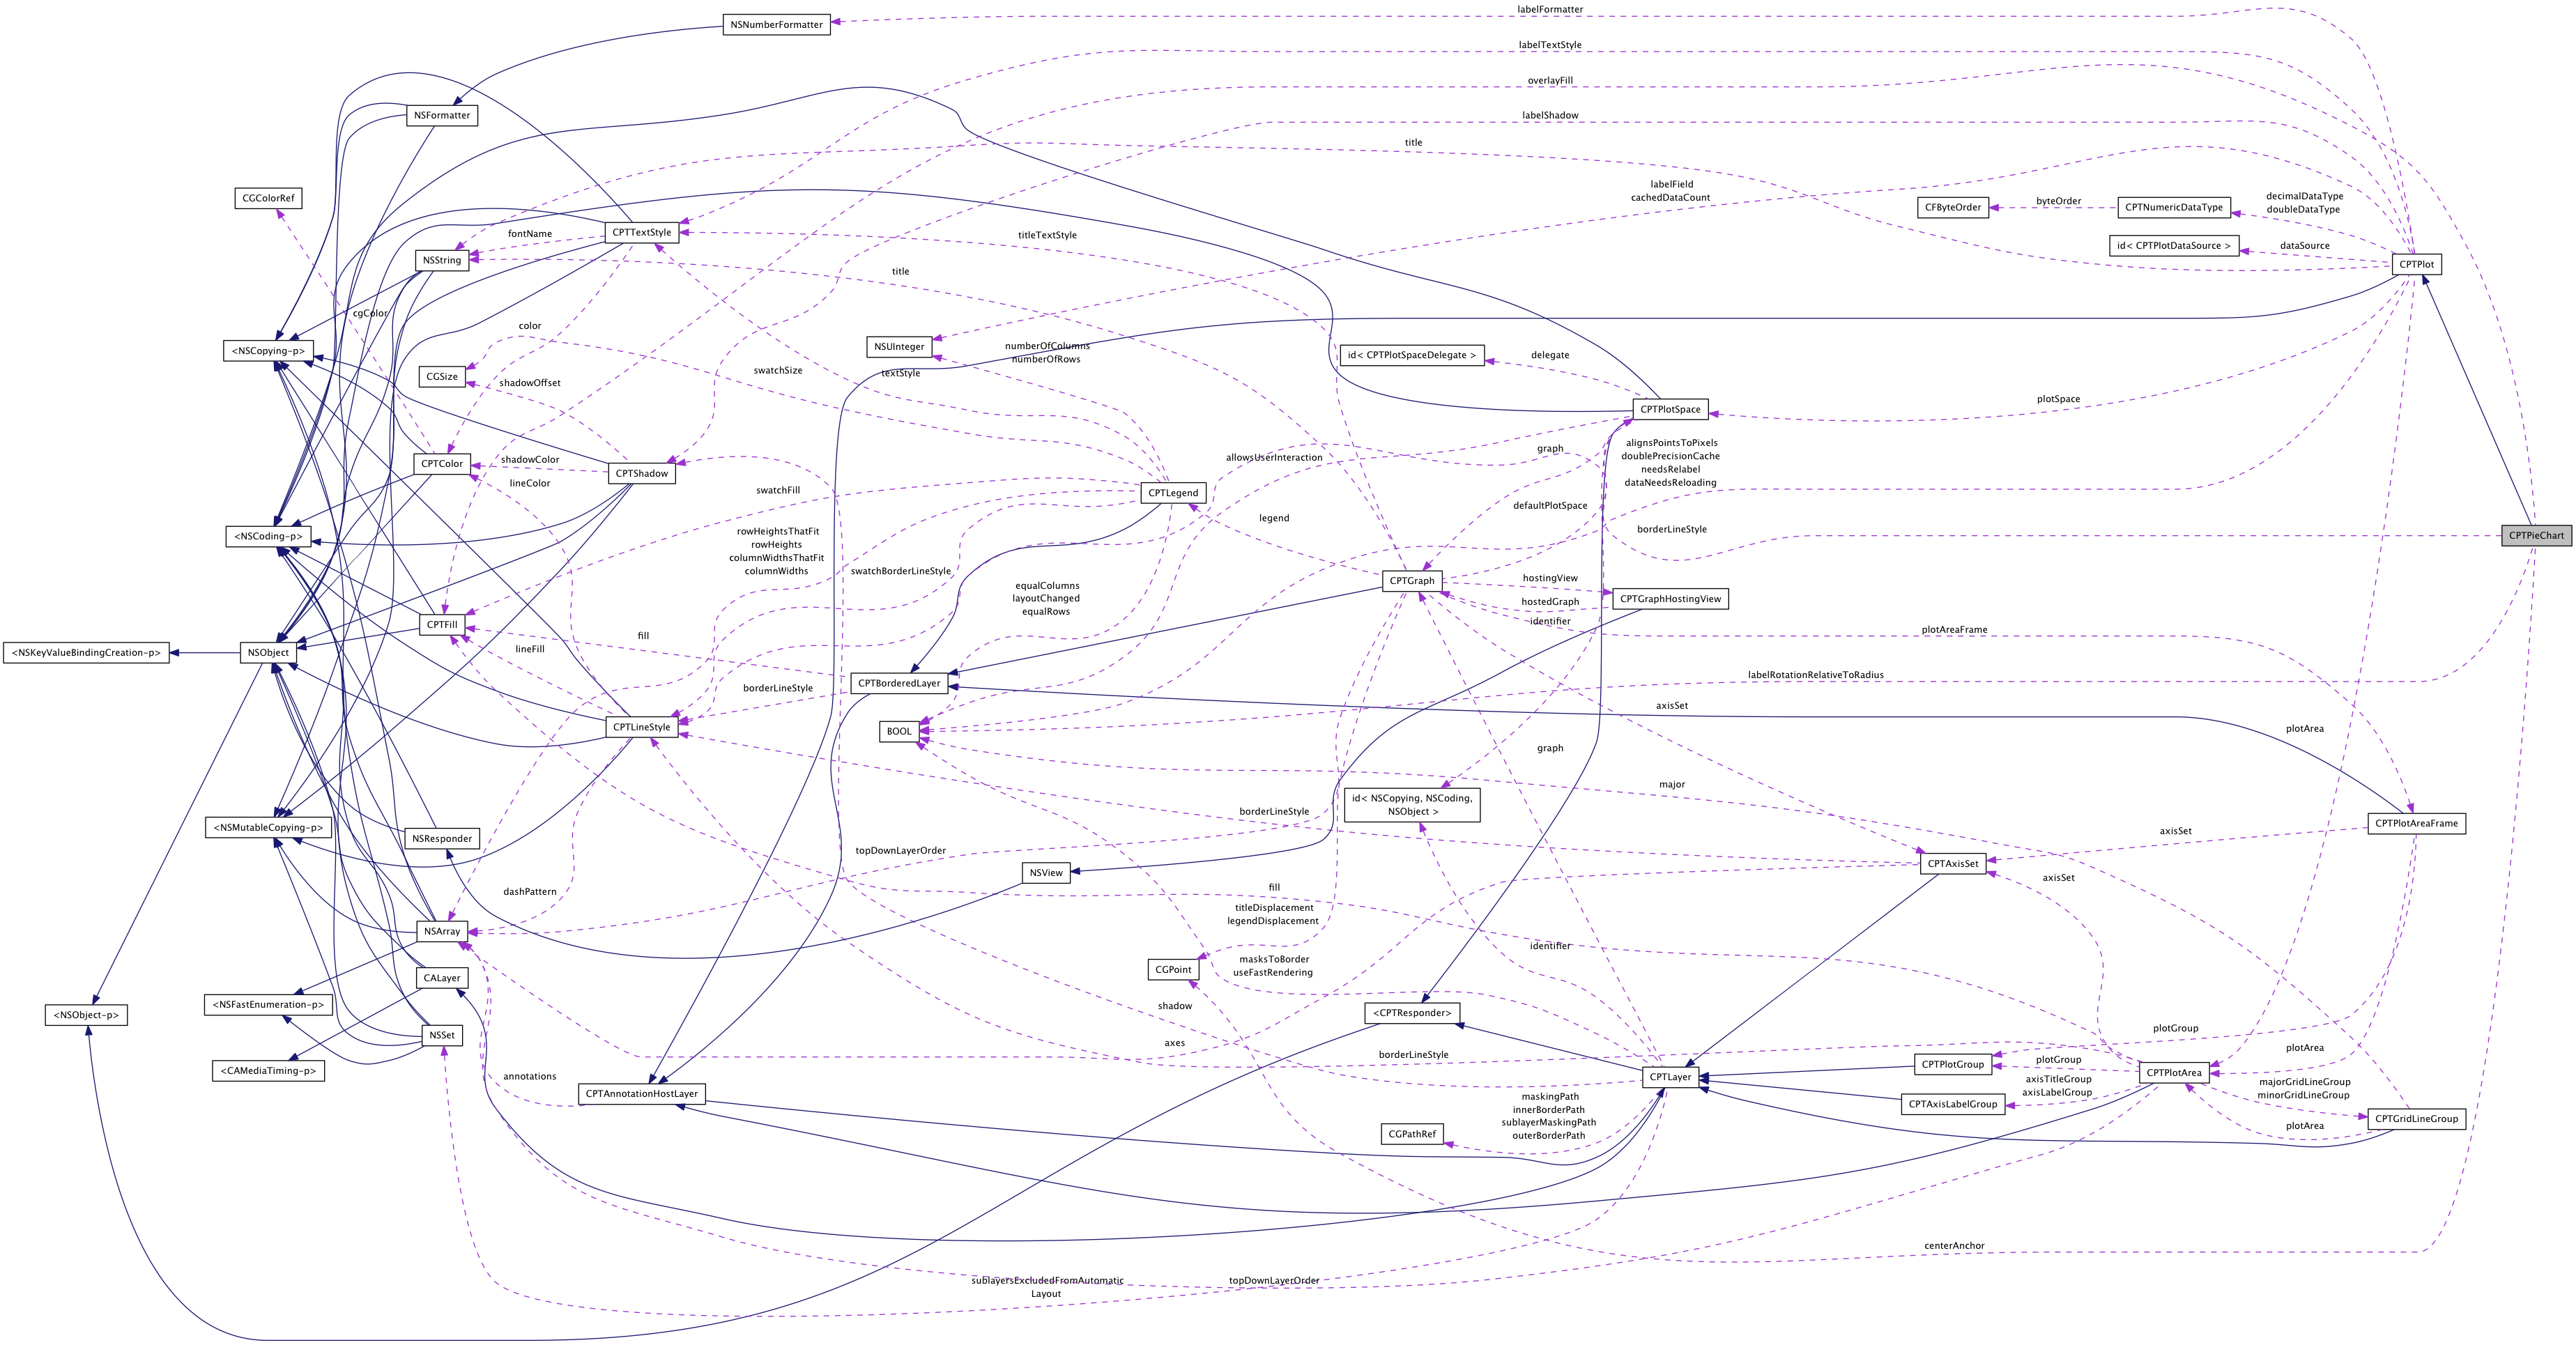 labelFormatter
NSNumberFormatter
labelTextStyle
overlayFill
NSFormatter
labelShadow
title
labelField
cachedDataCount
CGColorRef
decimalDataType
doubleDataType
CFByteOrder
byteOrder
CPTNumericDataType
CPTTextStyle
fontName
titleTextStyle
id< CPTPlotDataSource >
dataSource
NSString
title
CPTPlot
cgColor
color
<NSCopying-p>
NSUInteger
numberOfColumns
numberOfRows
id< CPTPlotSpaceDelegate >
delegate
CGSize
shadowOffset
swatchSize
textStyle
plotSpace
CPTPlotSpace
CPTColor
shadowColor
CPTShadow
allowsUserInteraction
graph
alignsPointsToPixels
doublePrecisionCache
needsRelabel
dataNeedsReloading
lineColor
swatchFill
CPTLegend
legend
defaultPlotSpace
borderLineStyle
CPTPieChart
<NSCoding-p>
rowHeightsThatFit
rowHeights
columnWidthsThatFit
columnWidths
swatchBorderLineStyle
equalColumns
layoutChanged
equalRows
CPTGraph
hostingView
hostedGraph
CPTGraphHostingView
CPTFill
fill
identifier
plotAreaFrame
<NSKeyValueBindingCreation-p>
NSObject
lineFill
CPTBorderedLayer
borderLineStyle
labelRotationRelativeToRadius
axisSet
CPTLineStyle
BOOL
plotArea
graph
major
id< NSCopying, NSCoding,
NSObject >
borderLineStyle
<NSMutableCopying-p>
NSResponder
CPTPlotAreaFrame
axisSet
topDownLayerOrder
NSView
CPTAxisSet
axisSet
dashPattern
fill
titleDisplacement
legendDisplacement
NSArray
identifier
CALayer
CGPoint
masksToBorder
useFastRendering
<NSFastEnumeration-p>
shadow
<NSObject-p>
<CPTResponder>
NSSet
axes
plotGroup
borderLineStyle
plotArea
<CAMediaTiming-p>
annotations
CPTLayer
CPTPlotGroup
plotGroup
CPTPlotArea
axisTitleGroup
axisLabelGroup
majorGridLineGroup
minorGridLineGroup
CPTAnnotationHostLayer
maskingPath
innerBorderPath
sublayerMaskingPath
outerBorderPath
CPTAxisLabelGroup
CPTGridLineGroup
CGPathRef
plotArea
centerAnchor
sublayersExcludedFromAutomatic
Layout
topDownLayerOrder